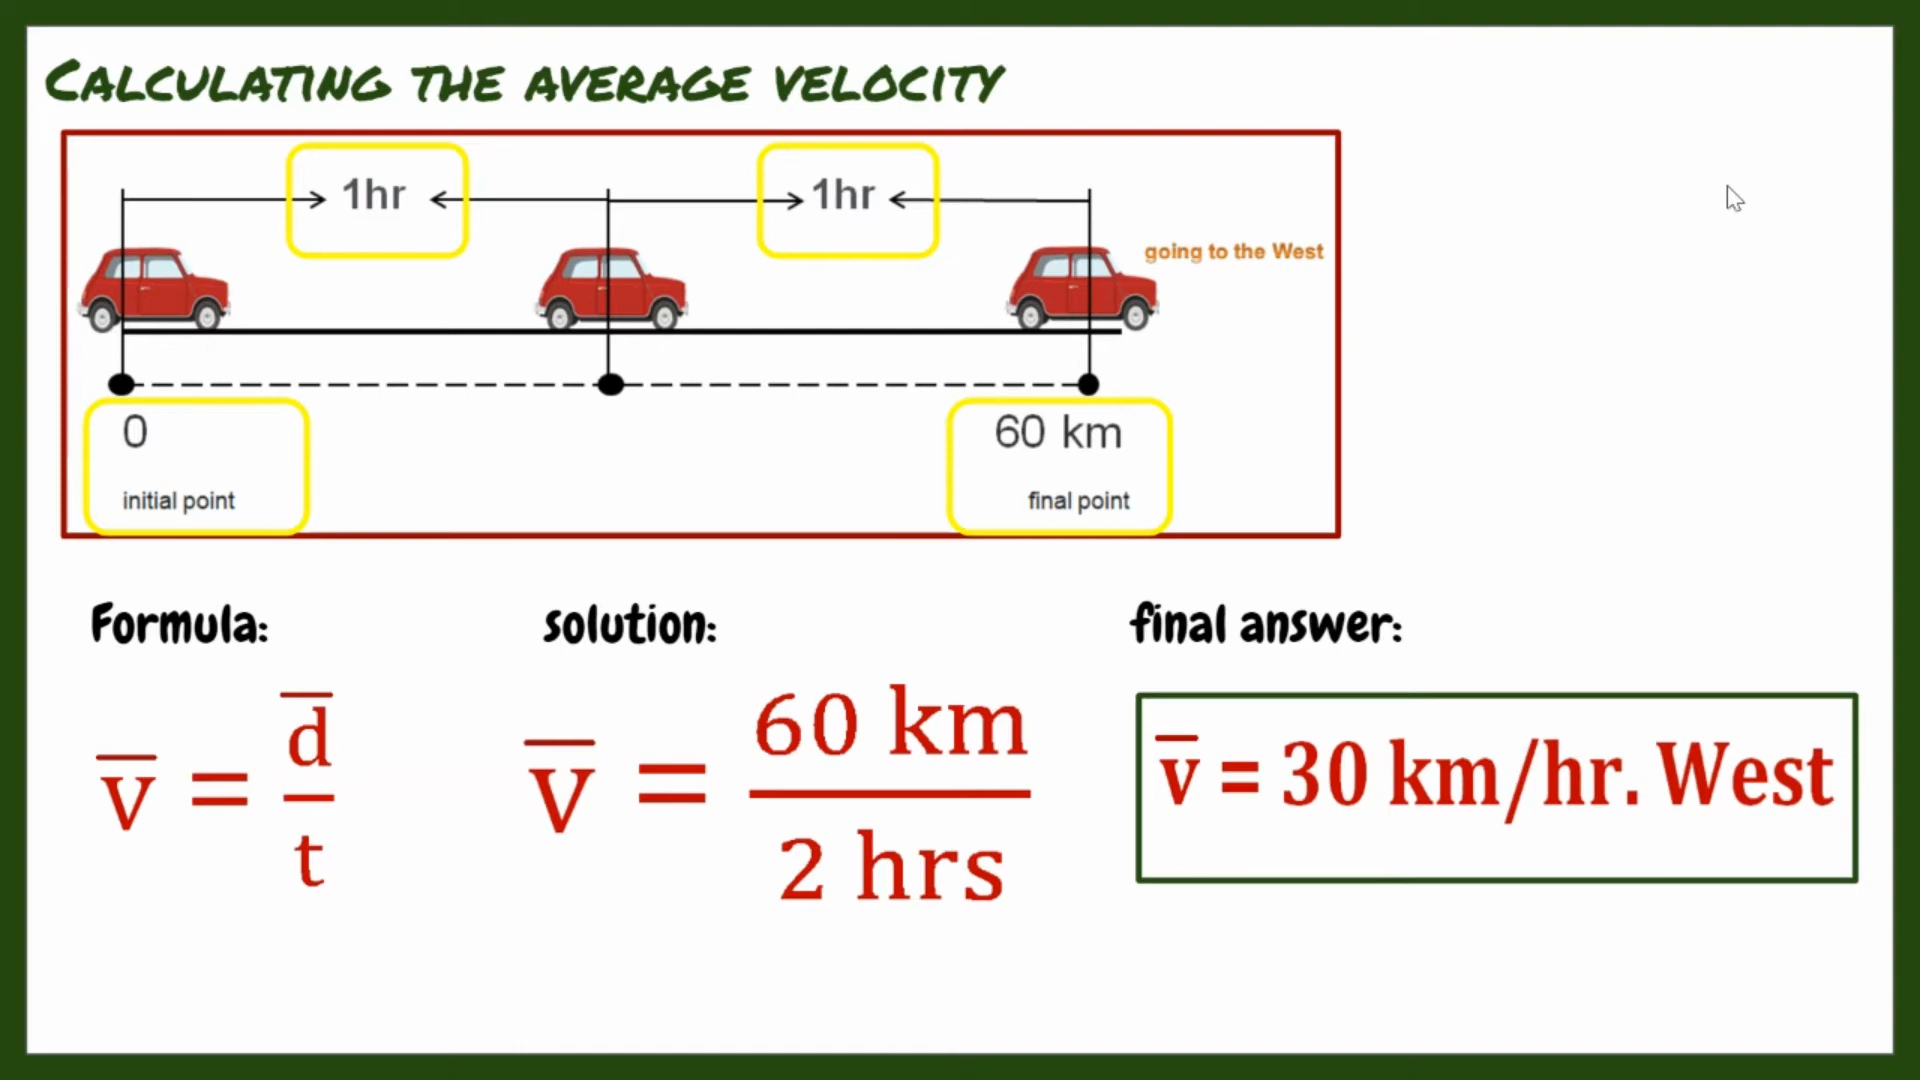 CALCULATING THE AVERAGE VELOCITY
1hr 1hr
going to the West
0 60 km
initial point final point
Formula: solution: final answer:
v̅ = d̅ / t
v̅ = 60 km / 2 hrs
v̅ = 30 km/hr. West